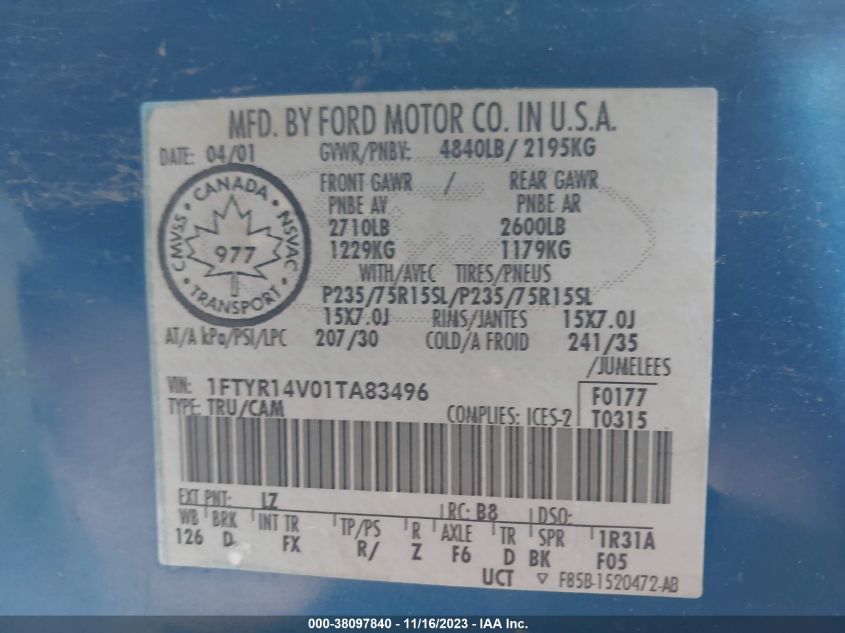 MFD. BY FORD MOTOR CO. IN U.S.A.
DATE: 04/01 GVWR/PNBV: 4840LB/ 2195KG
CANADA
CMVSS NSVAC
977
TRANSPORT
FRONT GAWR / REAR GAWR
PNBE AV PNBE AR
2710LB 2600LB
1229KG 1179KG
WITH/AVEC TIRES/PNEUS
P235/75R15SL/P235/75R15SL
15X7.0J RIMS/JANTES 15X7.0J
AT/A kPa/PSI/LPC 207/30 COLD/A FROID 241/35
/JUMELEES
VIN: 1FTYR14V01TA83496 F0177
TYPE: TRU/CAM COMPLIES: ICES-2 T0315
EXT PNT: LZ RC: B8 DSO:
WB BRK INT TR TP/PS R AXLE TR SPR 1R31A
126 D FX R/ Z F6 D BK F05
UCT ▽ F85B-1520472-AB
000-38097840 - 11/16/2023 - IAA Inc.